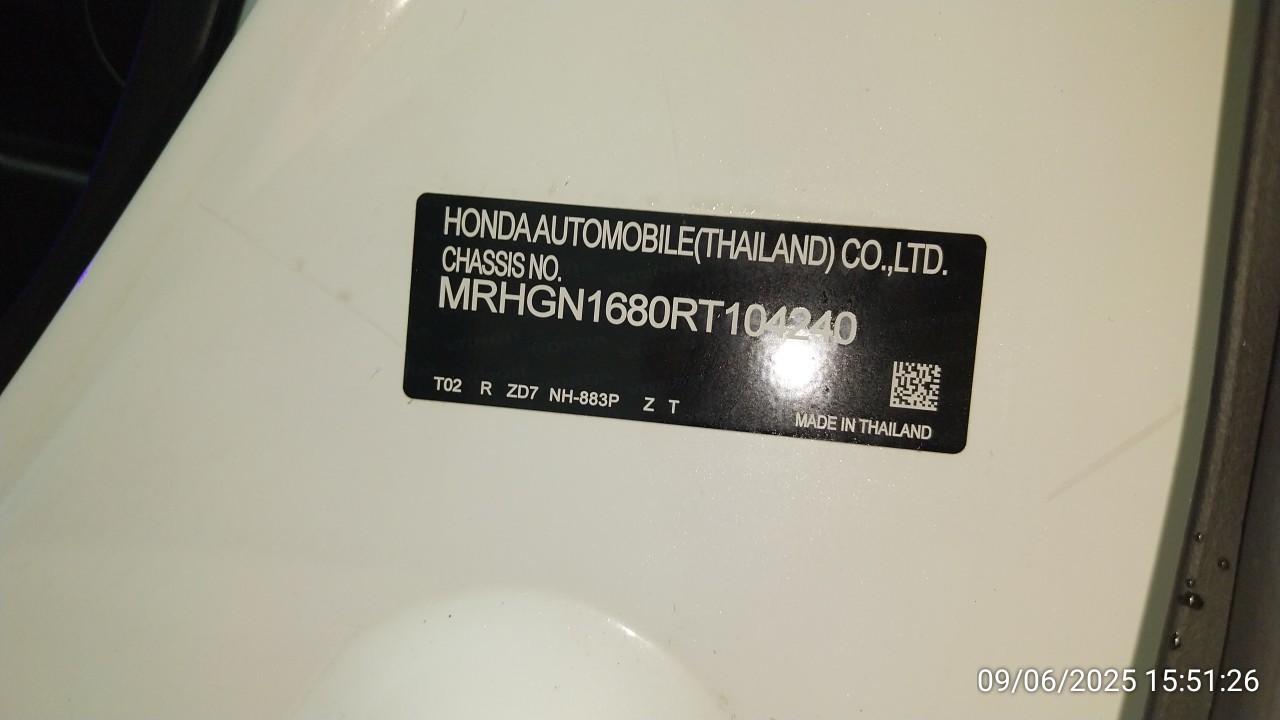 HONDA AUTOMOBILE(THAILAND) CO.,LTD.
CHASSIS NO.
MRHGN1680RT104240
T02 R ZD7 NH-883P Z T
MADE IN THAILAND
09/06/2025 15:51:26